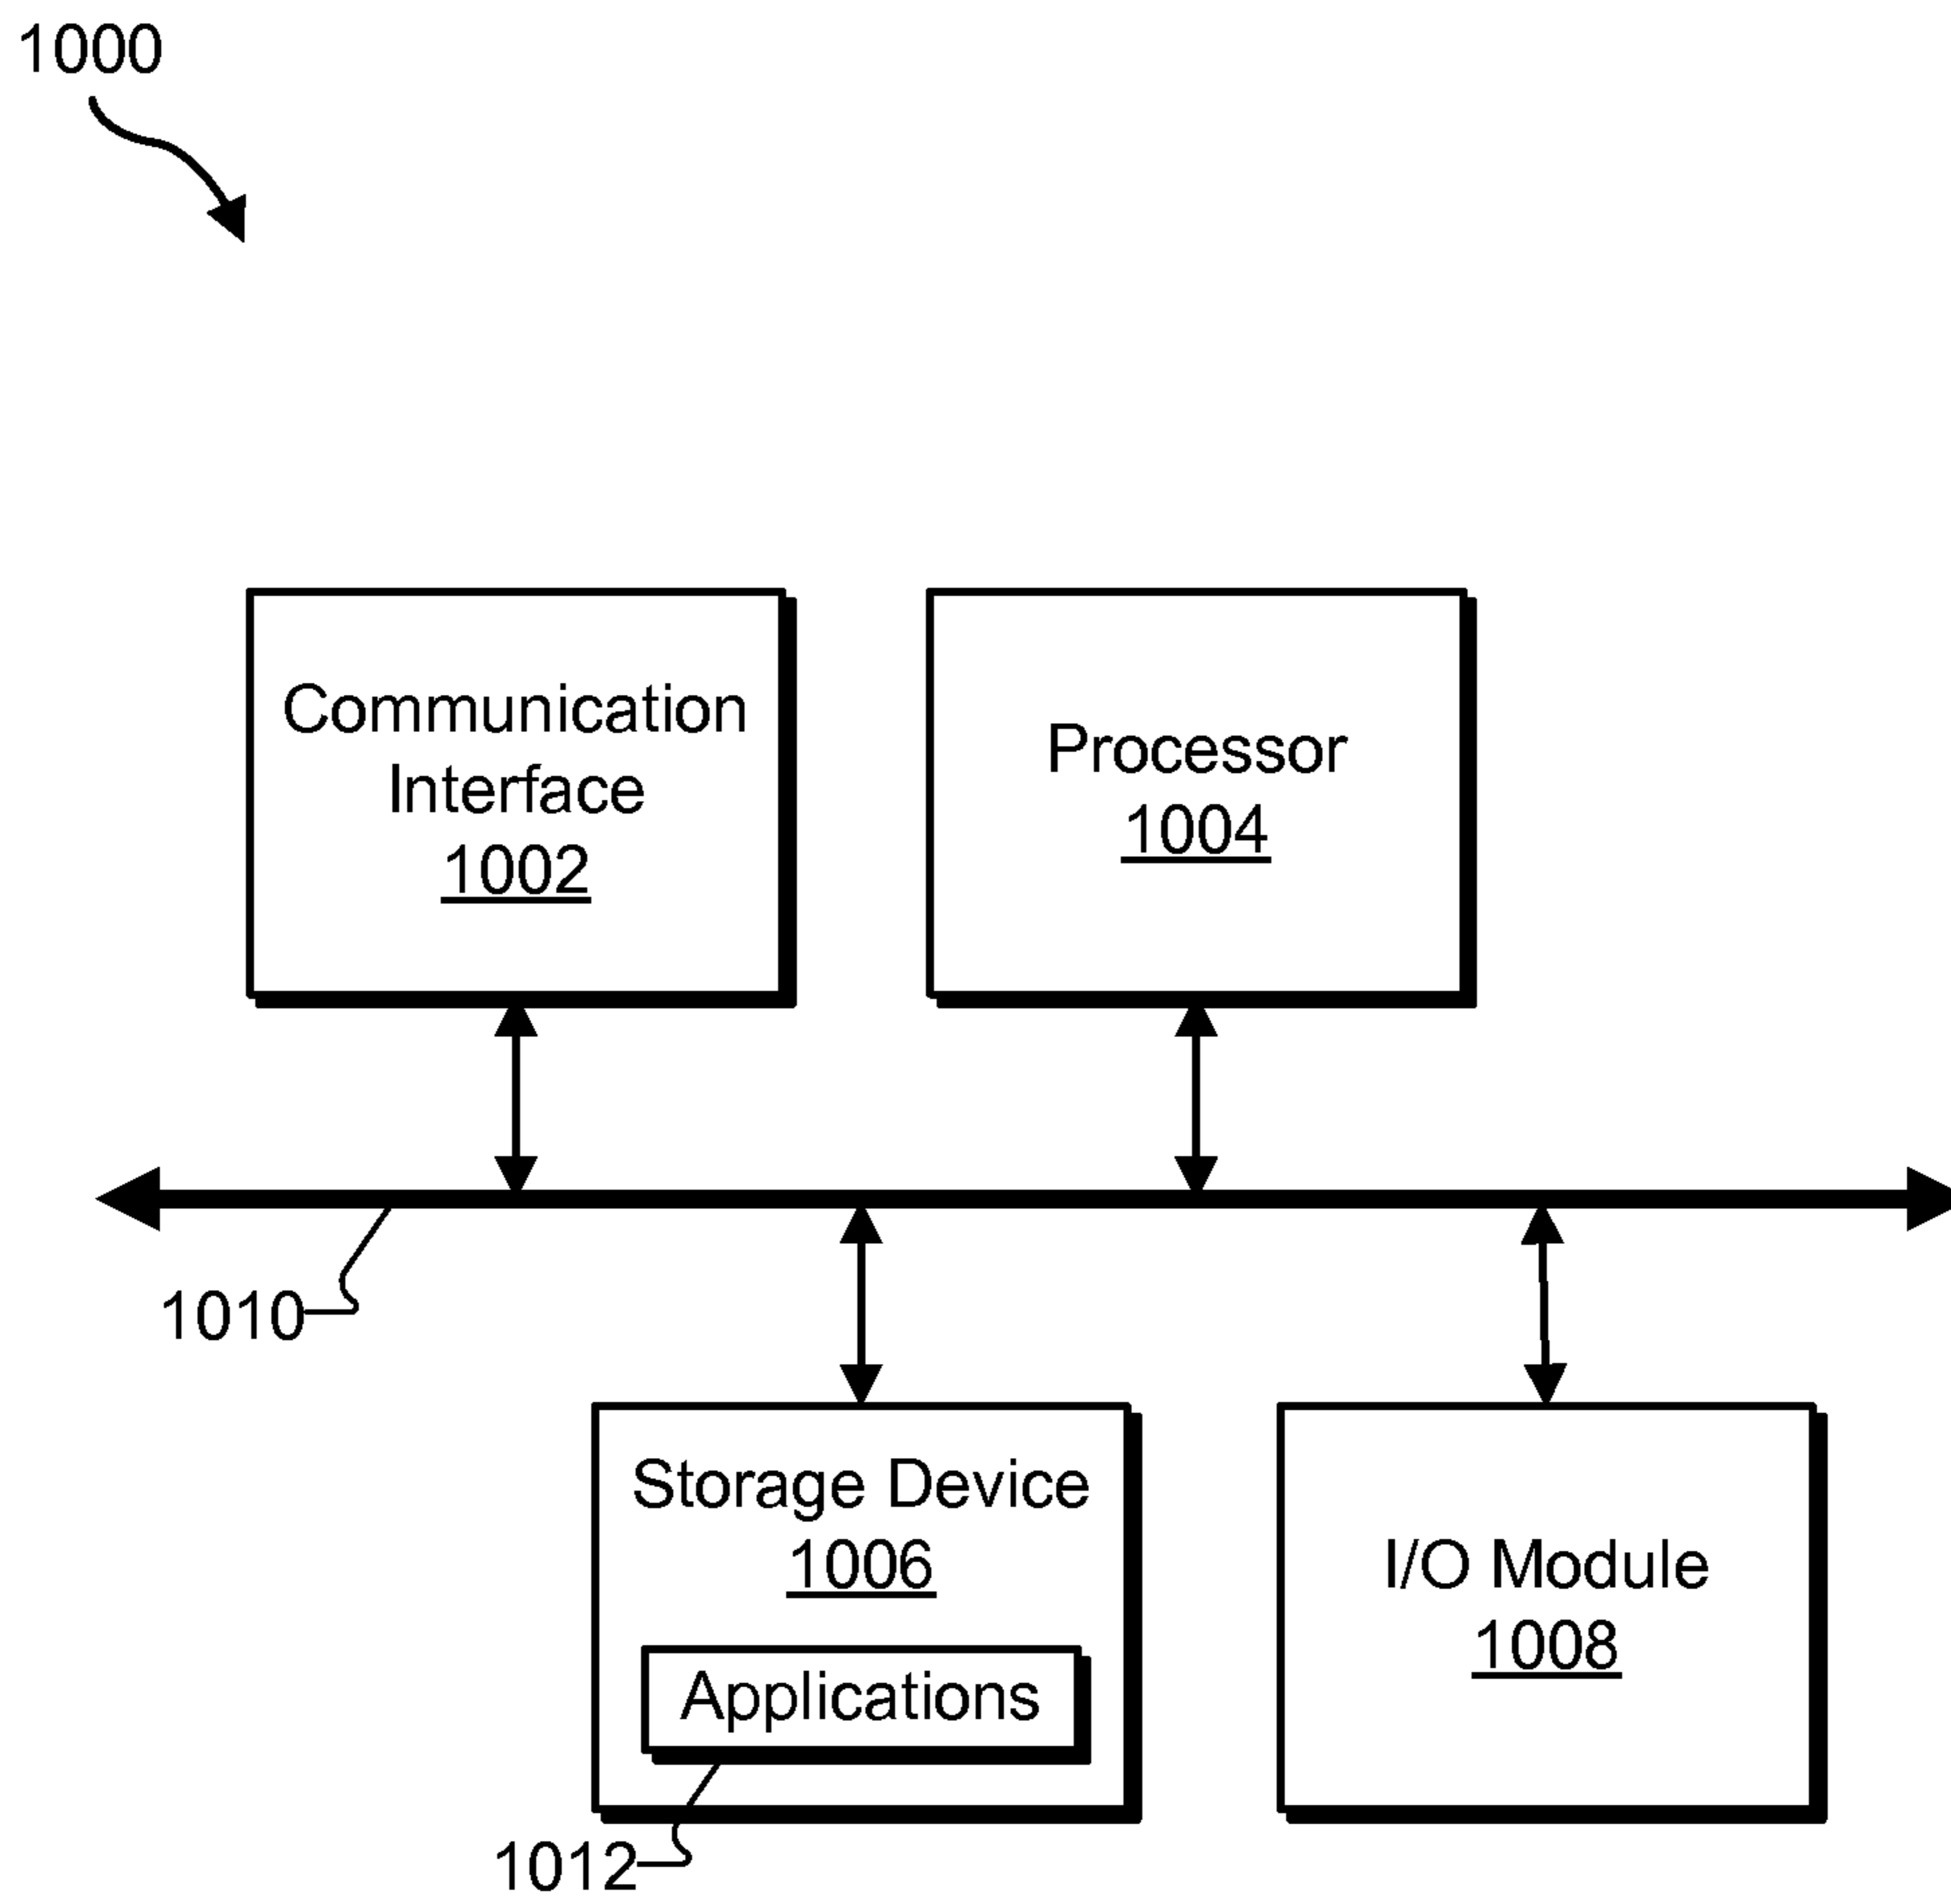 1000
Communication
Interface
1002
Processor
1004
1010
Storage Device
1006
Applications
1012
I/O Module
1008